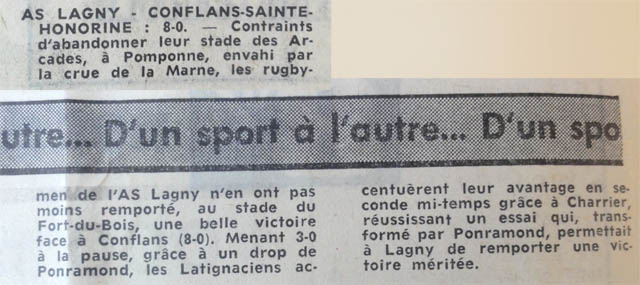 AS LAGNY - CONFLANS-SAINTE-
HONORINE : 8-0. — Contraints
d'abandonner leur stade des Ar-
cades, à Pomponne, envahi par
la crue de la Marne, les rugby-
utre... D'un sport à l'autre... D'un spo
men de l'AS Lagny n'en ont pas
moins remporté, au stade du
Fort-du-Bois, une belle victoire
face à Conflans (8-0). Menant 3-0
à la pause, grâce à un drop de
Ponramond, les Latignaciens ac-
centuèrent leur avantage en se-
conde mi-temps grâce à Charrier,
réussissant un essai qui, trans-
formé par Ponramond, permettait
à Lagny de remporter une vic-
toire méritée.